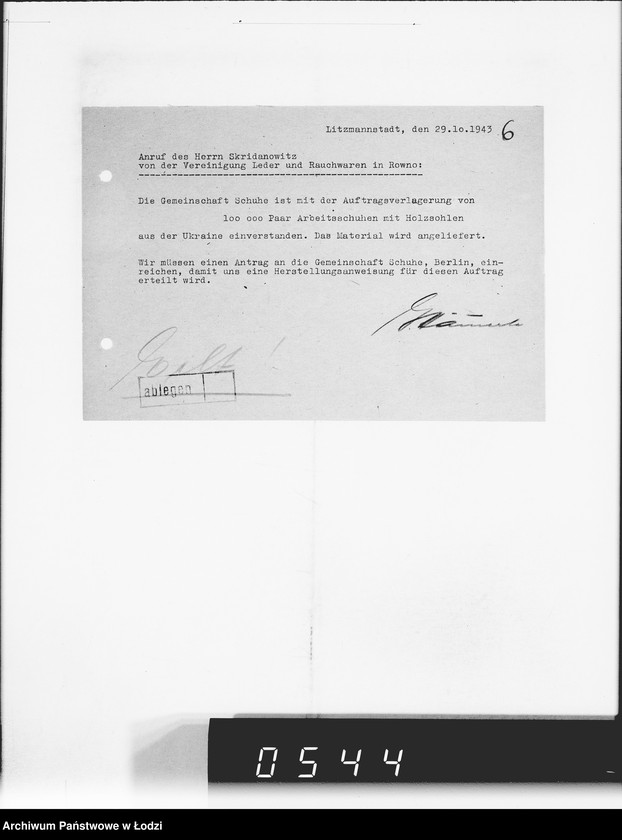 Litzmannstadt, den 29.1o.1943 6
Anruf des Herrn Skridanowitz
von der Vereinigung Leder und Rauchwaren in Rowno:
Die Gemeinschaft Schuhe ist mit der Auftragsverlagerung von
1oo ooo Paar Arbeitsschuhen mit Holzsohlen
aus der Ukraine einverstanden. Das Material wird angeliefert.
Wir müssen einen Antrag an die Gemeinschaft Schuhe, Berlin, ein-
reichen, damit uns eine Herstellungsanweisung für diesen Auftrag
erteilt wird.
ablegen
0544
Archiwum Państwowe w Łodzi